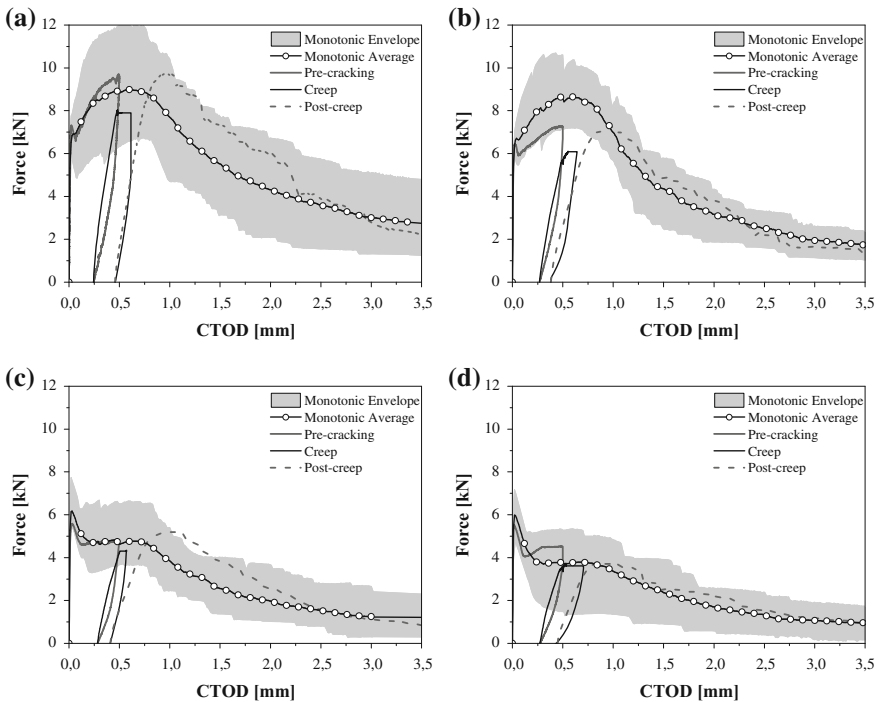 (a)
12
10
8
6
4
2
0
Force [kN]
Monotonic Envelope
Monotonic Average
Pre-cracking
Creep
Post-creep
0,0 0,5 1,0 1,5 2,0 2,5 3,0 3,5
CTOD [mm]
(b)
12
10
8
6
4
2
0
Force [kN]
Monotonic Envelope
Monotonic Average
Pre-cracking
Creep
Post-creep
0,0 0,5 1,0 1,5 2,0 2,5 3,0 3,5
CTOD [mm]
(c)
12
10
8
6
4
2
0
Force [kN]
Monotonic Envelope
Monotonic Average
Pre-cracking
Creep
Post-creep
0,0 0,5 1,0 1,5 2,0 2,5 3,0 3,5
CTOD [mm]
(d)
12
10
8
6
4
2
0
Force [kN]
Monotonic Envelope
Monotonic Average
Pre-cracking
Creep
Post-creep
0,0 0,5 1,0 1,5 2,0 2,5 3,0 3,5
CTOD [mm]